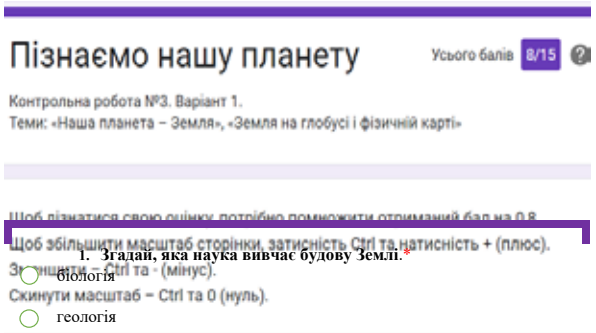 Пізнаємо нашу планету
Усього балів 8/15
Контрольна робота №3. Варіант 1.
Теми: «Наша планета – Земля», «Земля на глобусі і фізичній карті»
Щоб дізнатися свою оцінку, потрібно помножити отриманий бал на 0,8
Щоб збільшити масштаб сторінки, затисність Ctrl та натисність + (плюс).
1. Згадай, яка наука вивчає будову Землі.*
Зменшити – Ctrl та - (мінус).
біологія
Скинути масштаб – Ctrl та 0 (нуль).
геологія